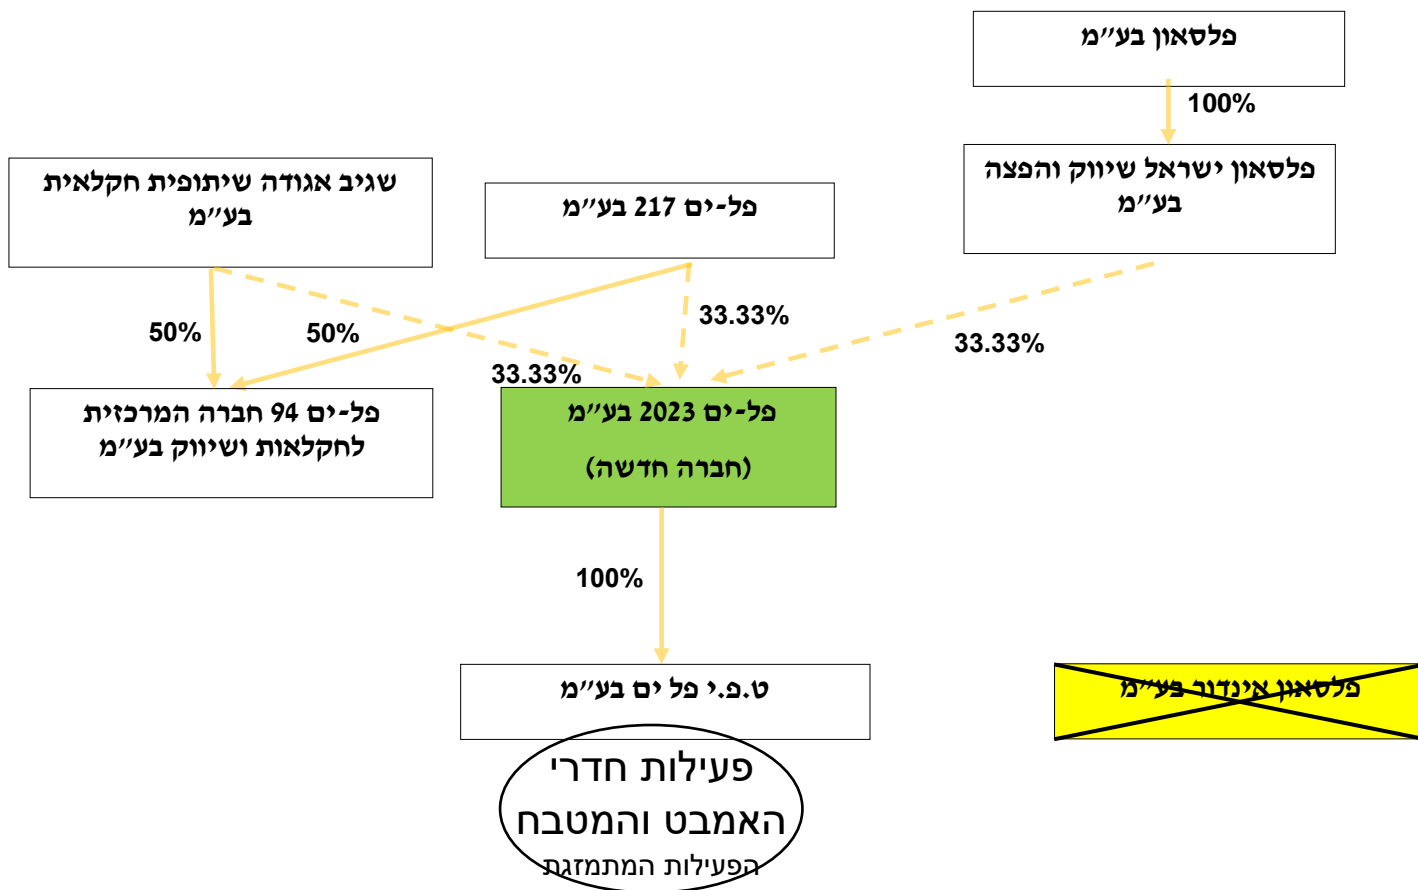 פלסאון בע״מ
100%
שגיב אגודה שיתופית חקלאית
בע״מ
פל-ים 217 בע״מ
פלסאון ישראל שיווק והפצה
בע״מ
50%
50%
33.33%
33.33%
33.33%
פל-ים 94 חברה המרכזית
לחקלאות ושיווק בע״מ
פל-ים 2023 בע״מ
(חברה חדשה)
100%
ט.פ.י פל ים בע״מ
פלסאון אינדור בע״מ
פעילות חדרי
האמבט והמטבח
הפעילות המתמזגת